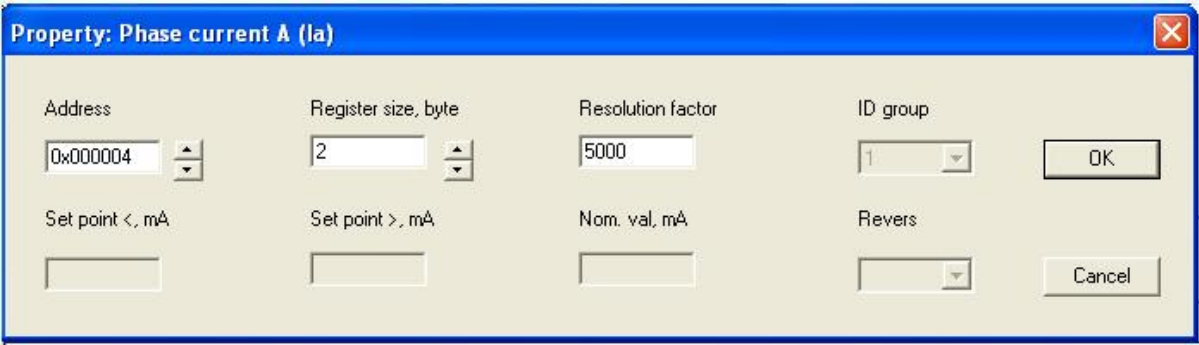 Property: Phase current A (Ia)
Address Register size, byte Resolution factor ID group
0x000004 2 5000 1 OK
Set point <, mA Set point >, mA Nom. val, mA Revers
Cancel